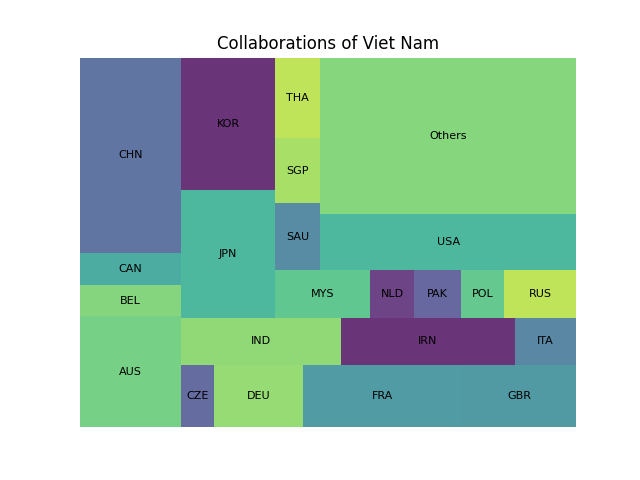 Collaborations of Viet Nam
CHN
KOR
THA
Others
SGP
SAU
USA
JPN
CAN
MYS
NLD
PAK
POL
RUS
BEL
IND
IRN
ITA
AUS
CZE
DEU
FRA
GBR